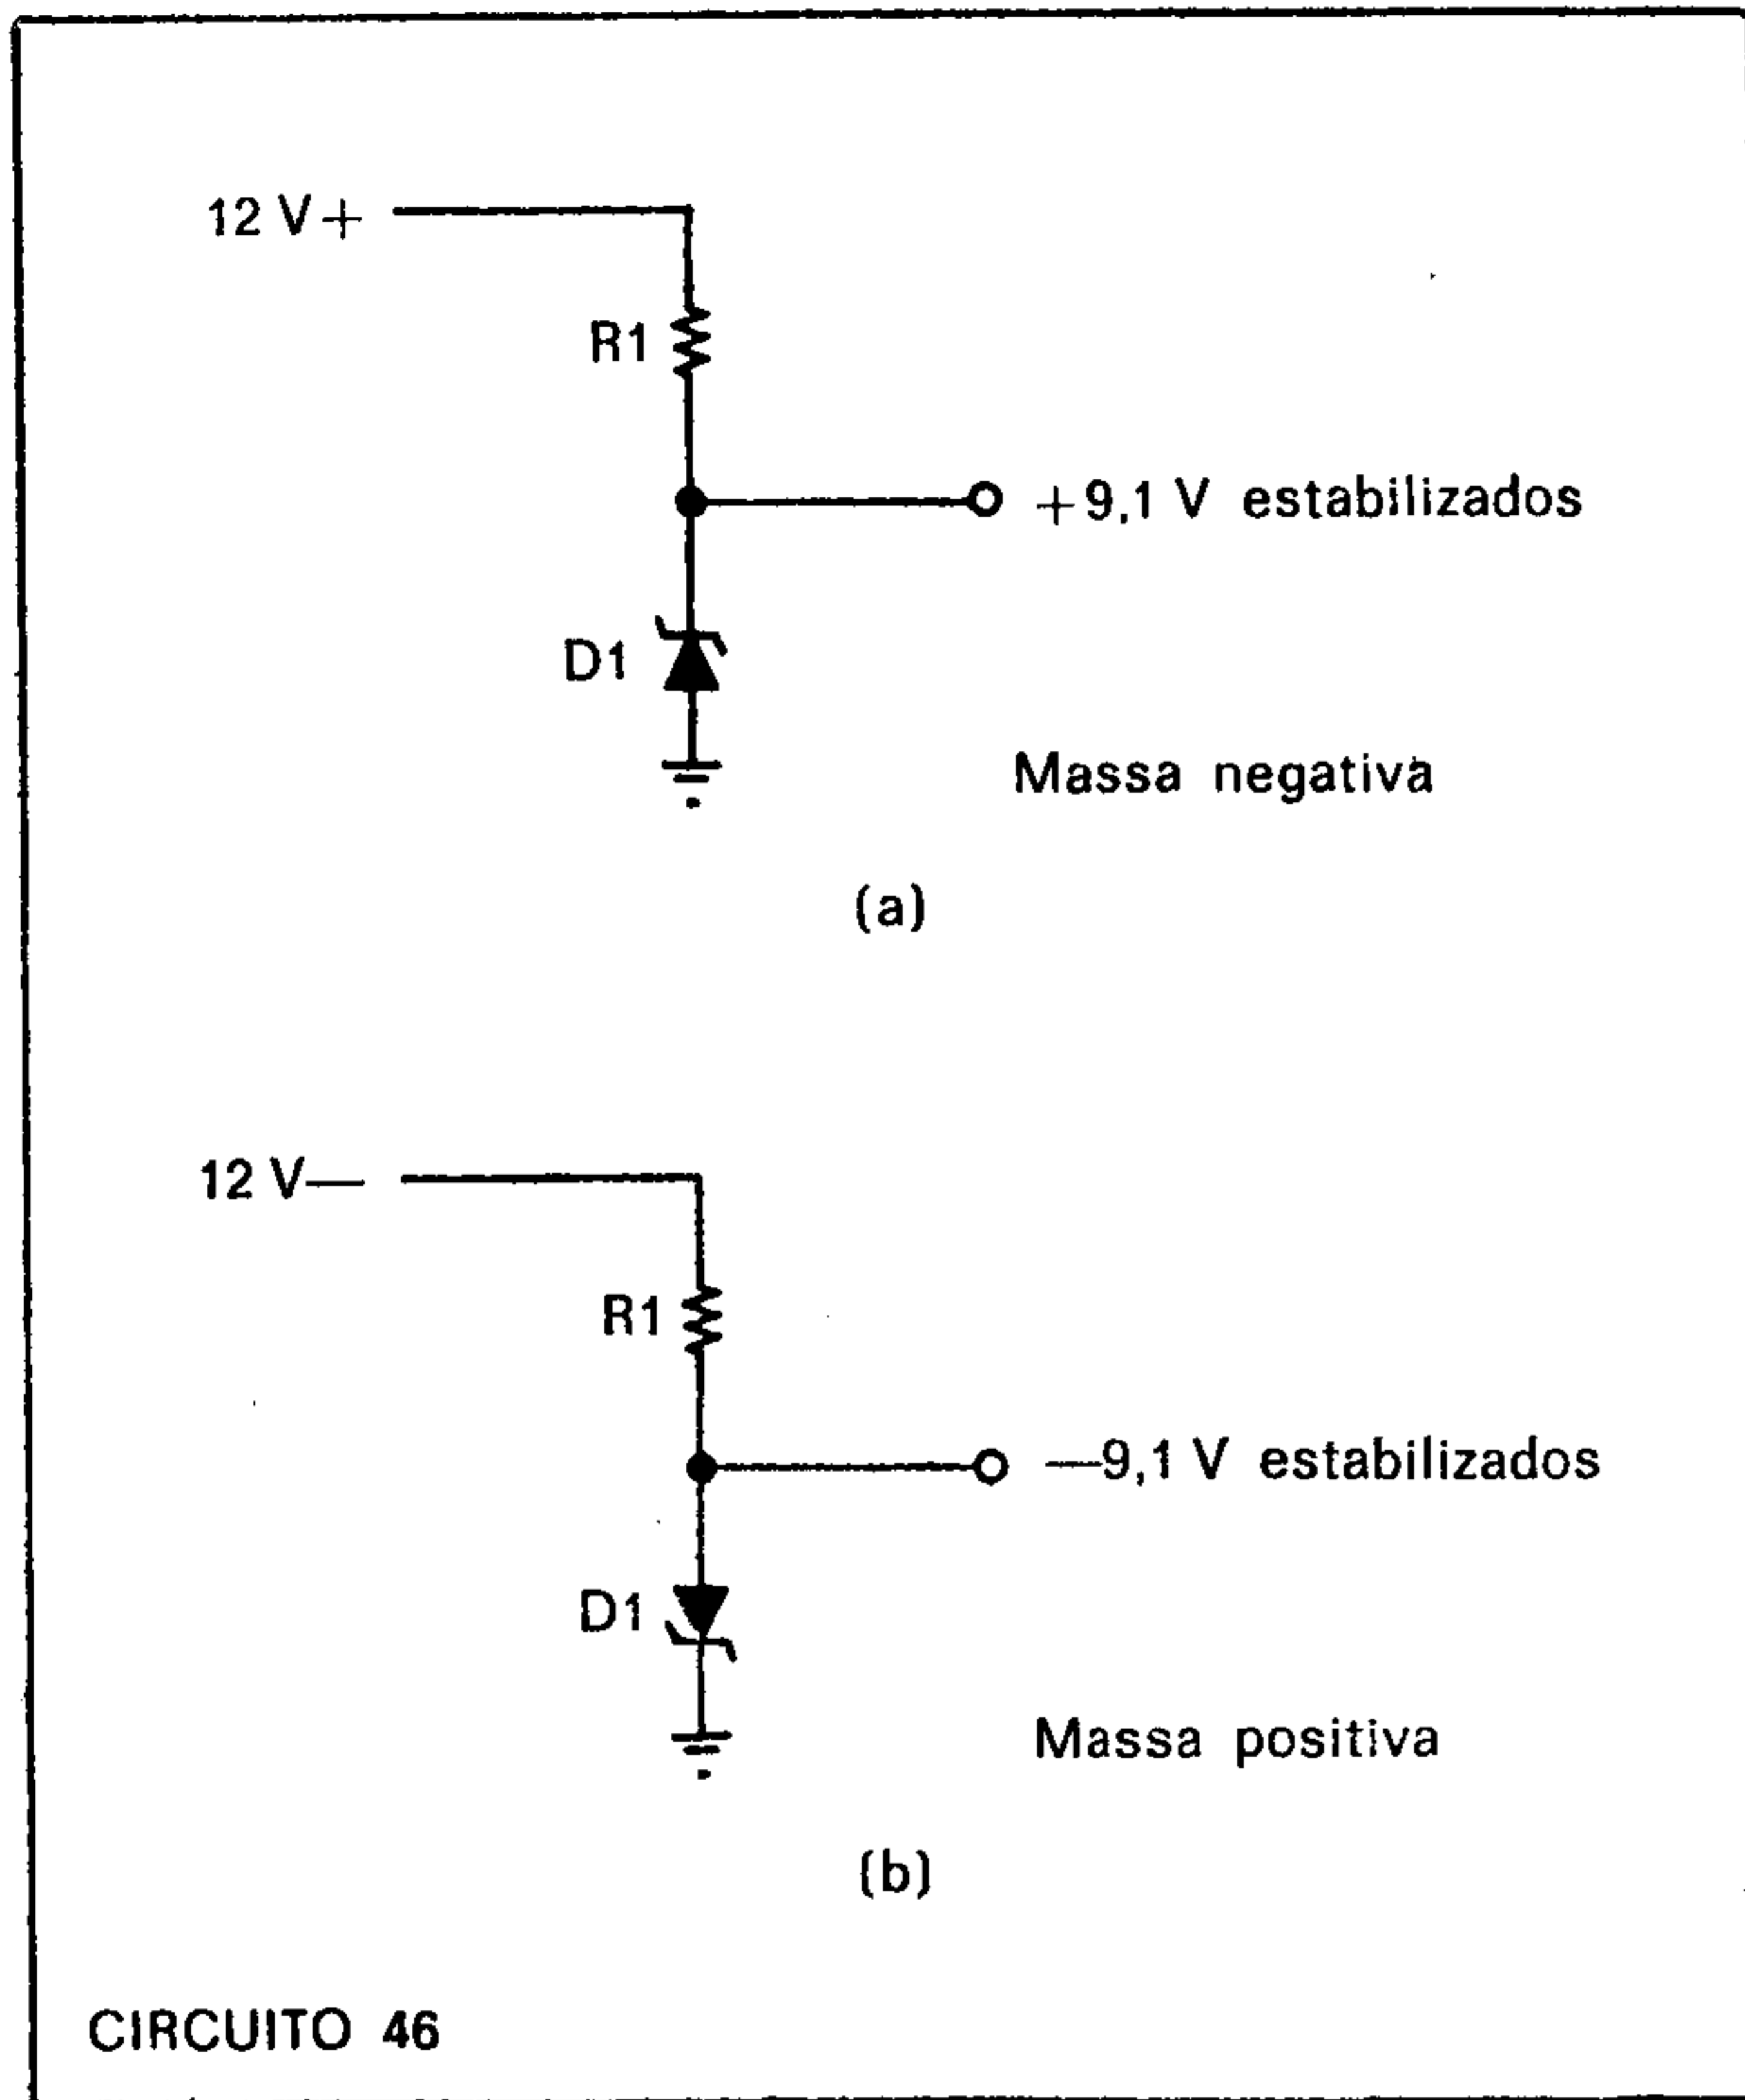 12 V+
R1
+9,1 V estabilizados
D1
Massa negativa
(a)
12 V—
R1
—9,1 V estabilizados
D1
Massa positiva
(b)
CIRCUITO 46